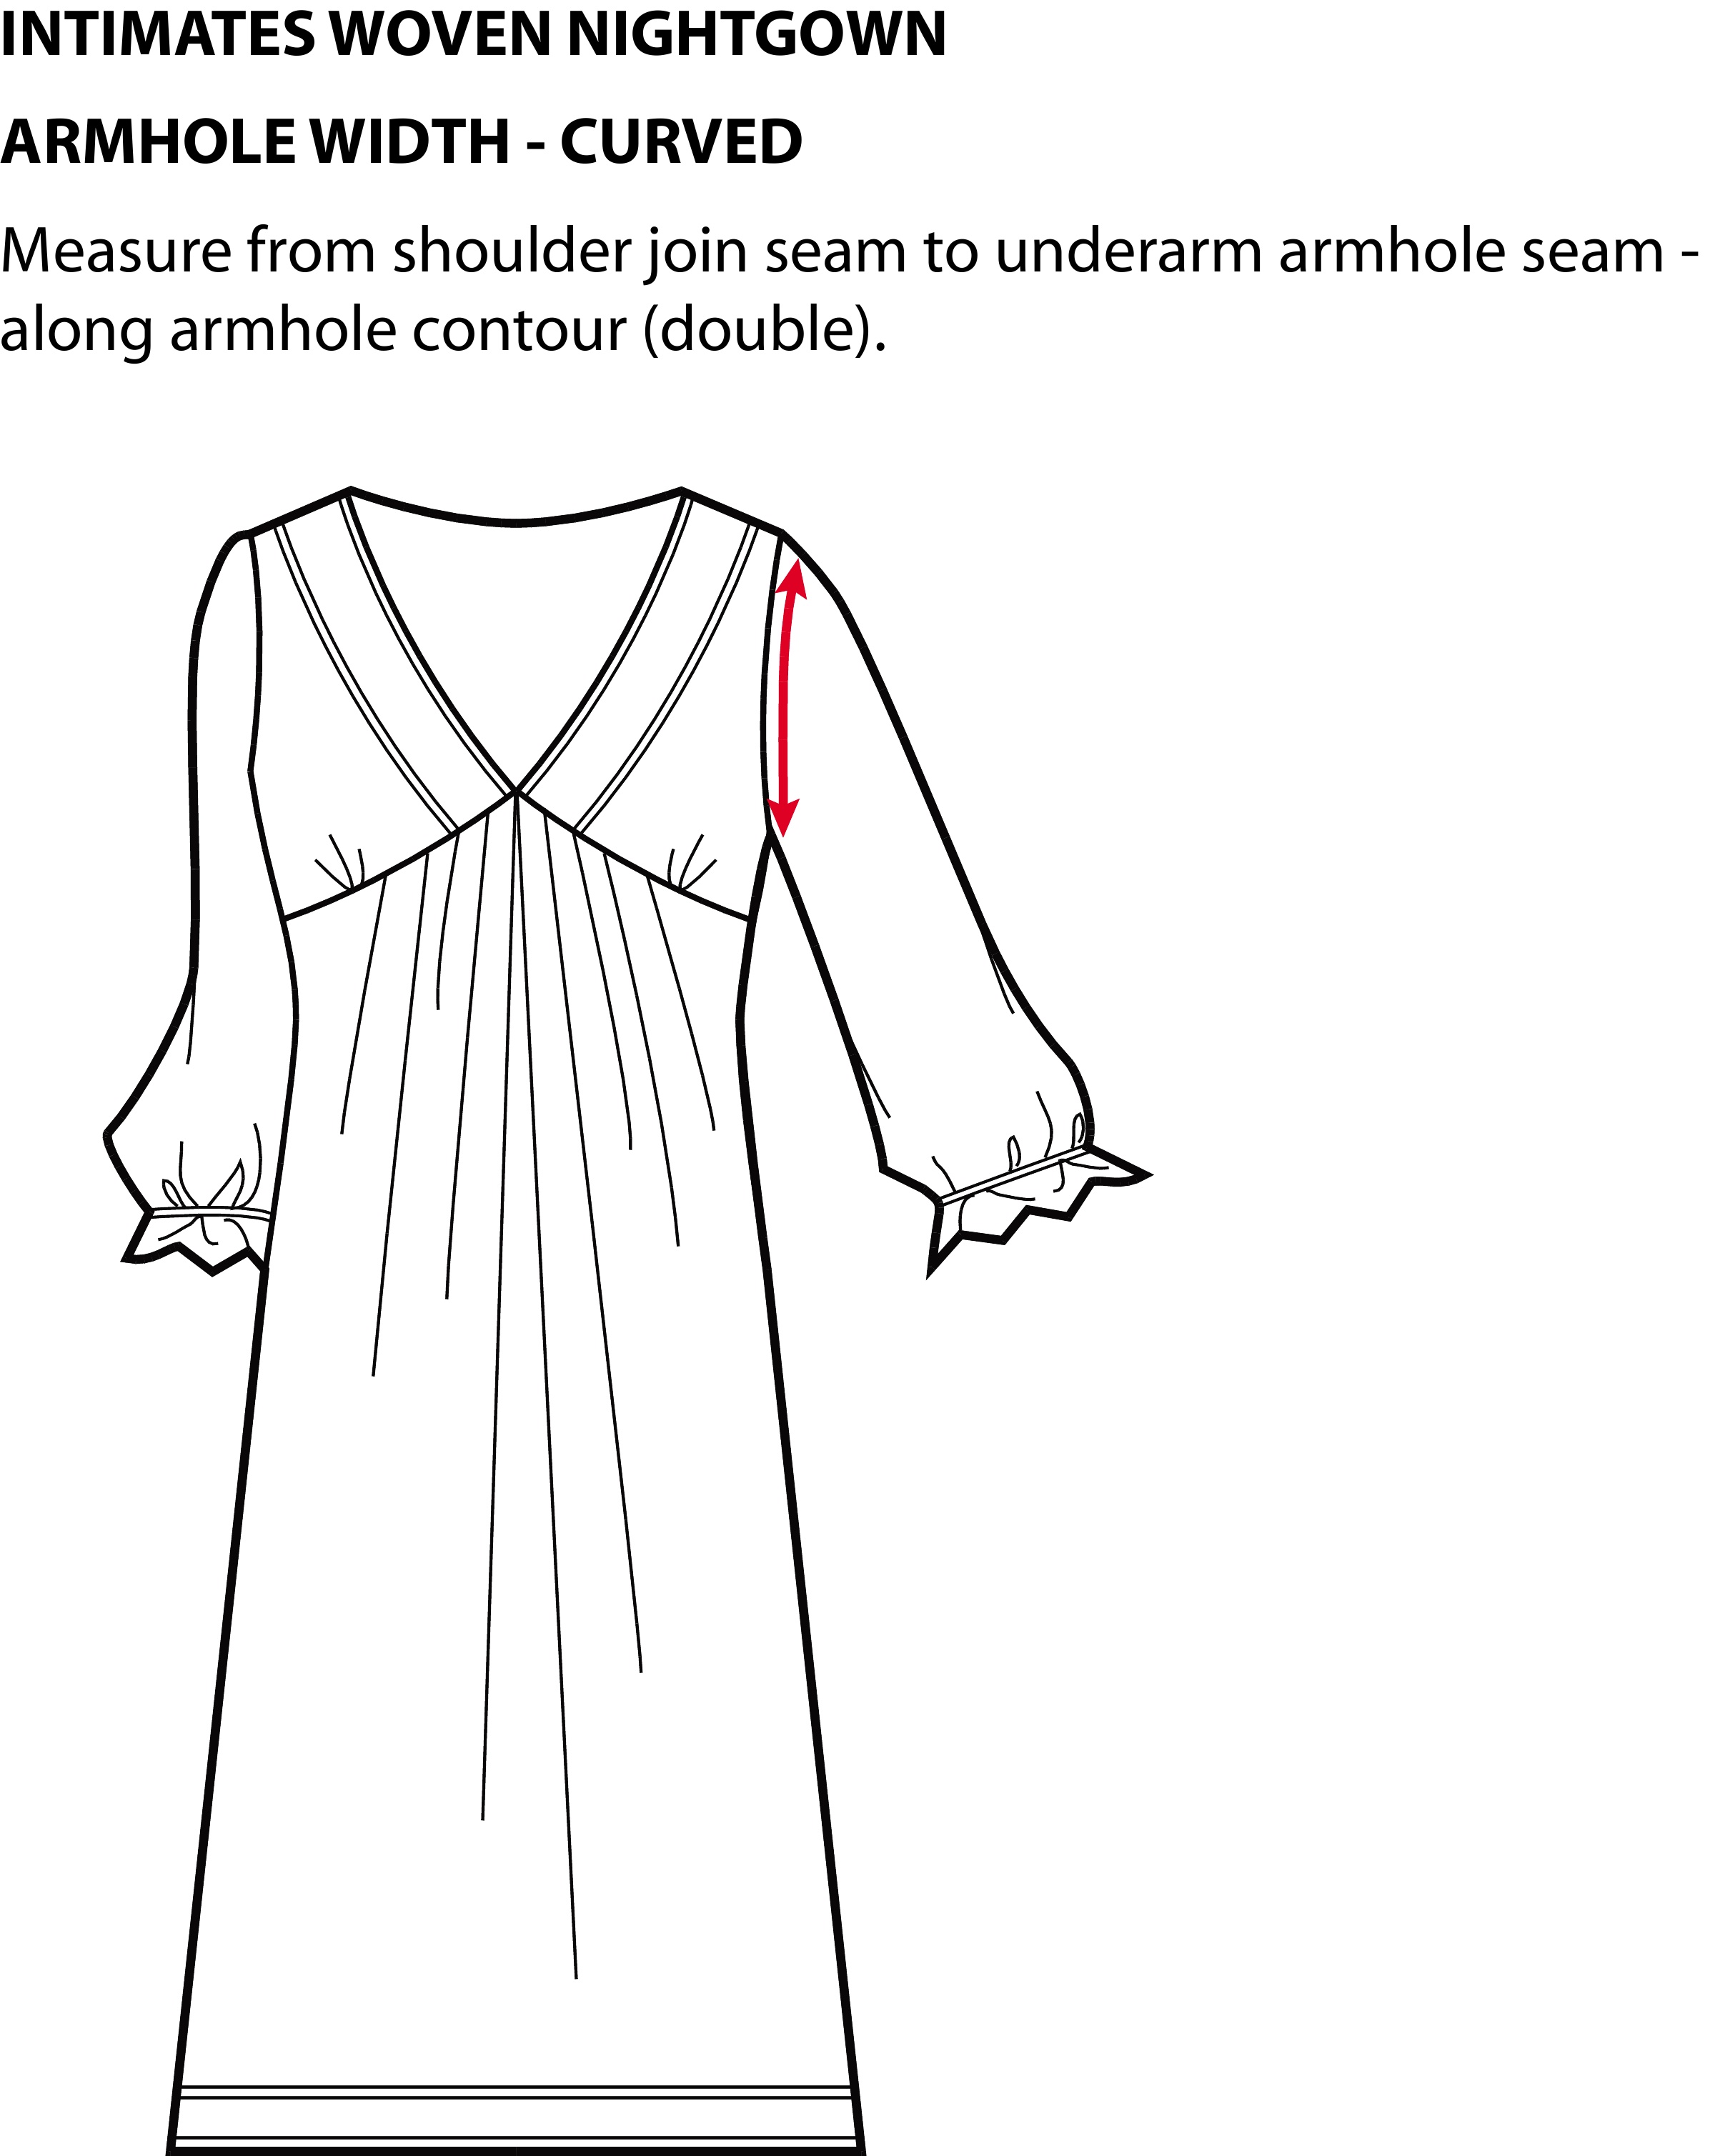 INTIMATES WOVEN NIGHTGOWN
ARMHOLE WIDTH - CURVED
Measure from shoulder join seam to underarm armhole seam -
along armhole contour (double).